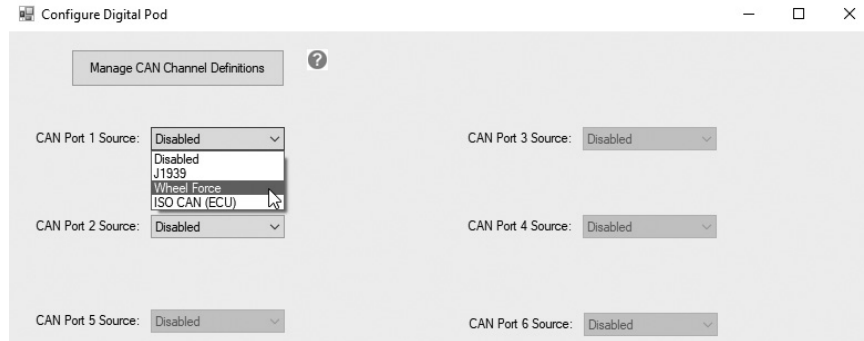 Configure Digital Pod
Manage CAN Channel Definitions
?
CAN Port 1 Source: Disabled
Disabled
J1939
Wheel Force
ISO CAN (ECU)
CAN Port 3 Source: Disabled
CAN Port 2 Source: Disabled
CAN Port 4 Source: Disabled
CAN Port 5 Source: Disabled
CAN Port 6 Source: Disabled